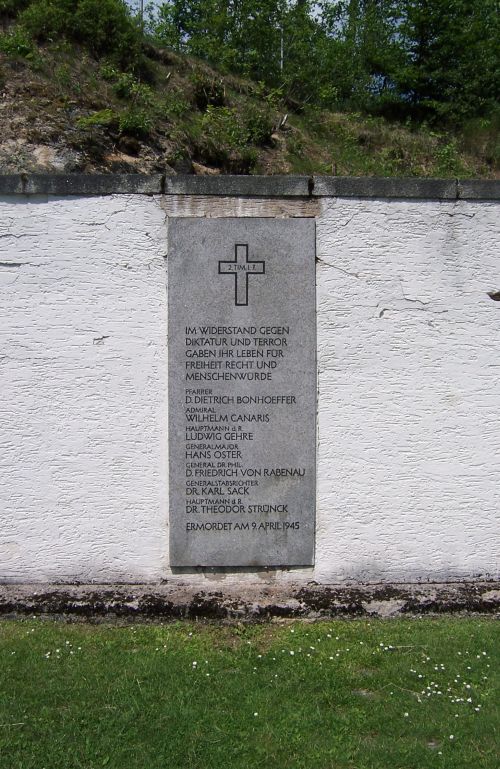 2.TIM.1.7.
IM WIDERSTAND GEGEN
DIKTATUR UND TERROR
GABEN IHR LEBEN FÜR
FREIHEIT RECHT UND
MENSCHENWÜRDE
PFARRER
D. DIETRICH BONHOEFFER
ADMIRAL
WILHELM CANARIS
HAUPTMANN d. R.
LUDWIG GEHRE
GENERALMAJOR
HANS OSTER
GENERAL DR. PHIL.
D. FRIEDRICH VON RABENAU
GENERALSTABSRICHTER
DR. KARL SACK
HAUPTMANN d. R.
DR. THEODOR STRÜNCK
ERMORDET AM 9. APRIL 1945